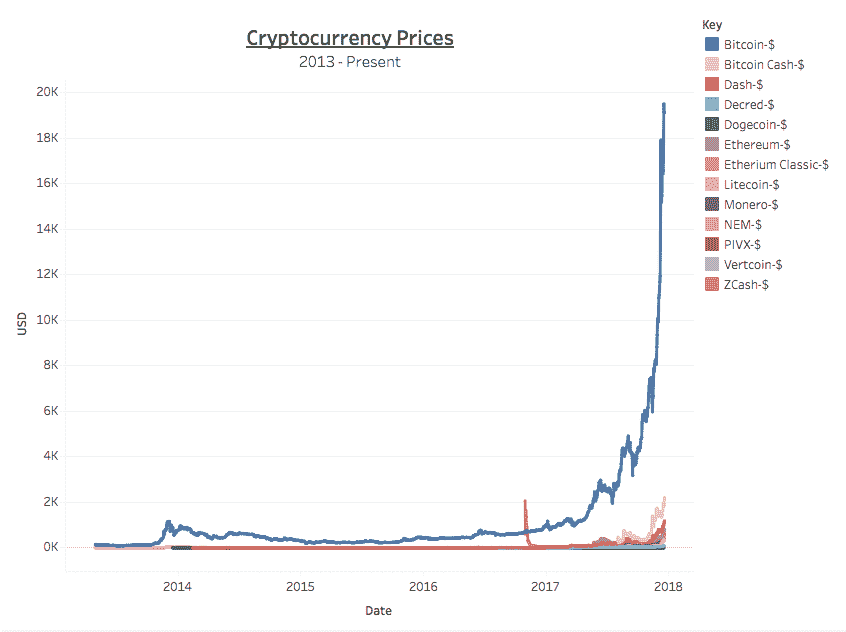 Cryptocurrency Prices
2013 - Present
20K
18K
16K
14K
12K
10K
8K
6K
4K
2K
0K
USD
2014
2015
2016
2017
2018
Date
Key
Bitcoin-$
Bitcoin Cash-$
Dash-$
Decred-$
Dogecoin-$
Ethereum-$
Etherium Classic-$
Litecoin-$
Monero-$
NEM-$
PIVX-$
Vertcoin-$
ZCash-$